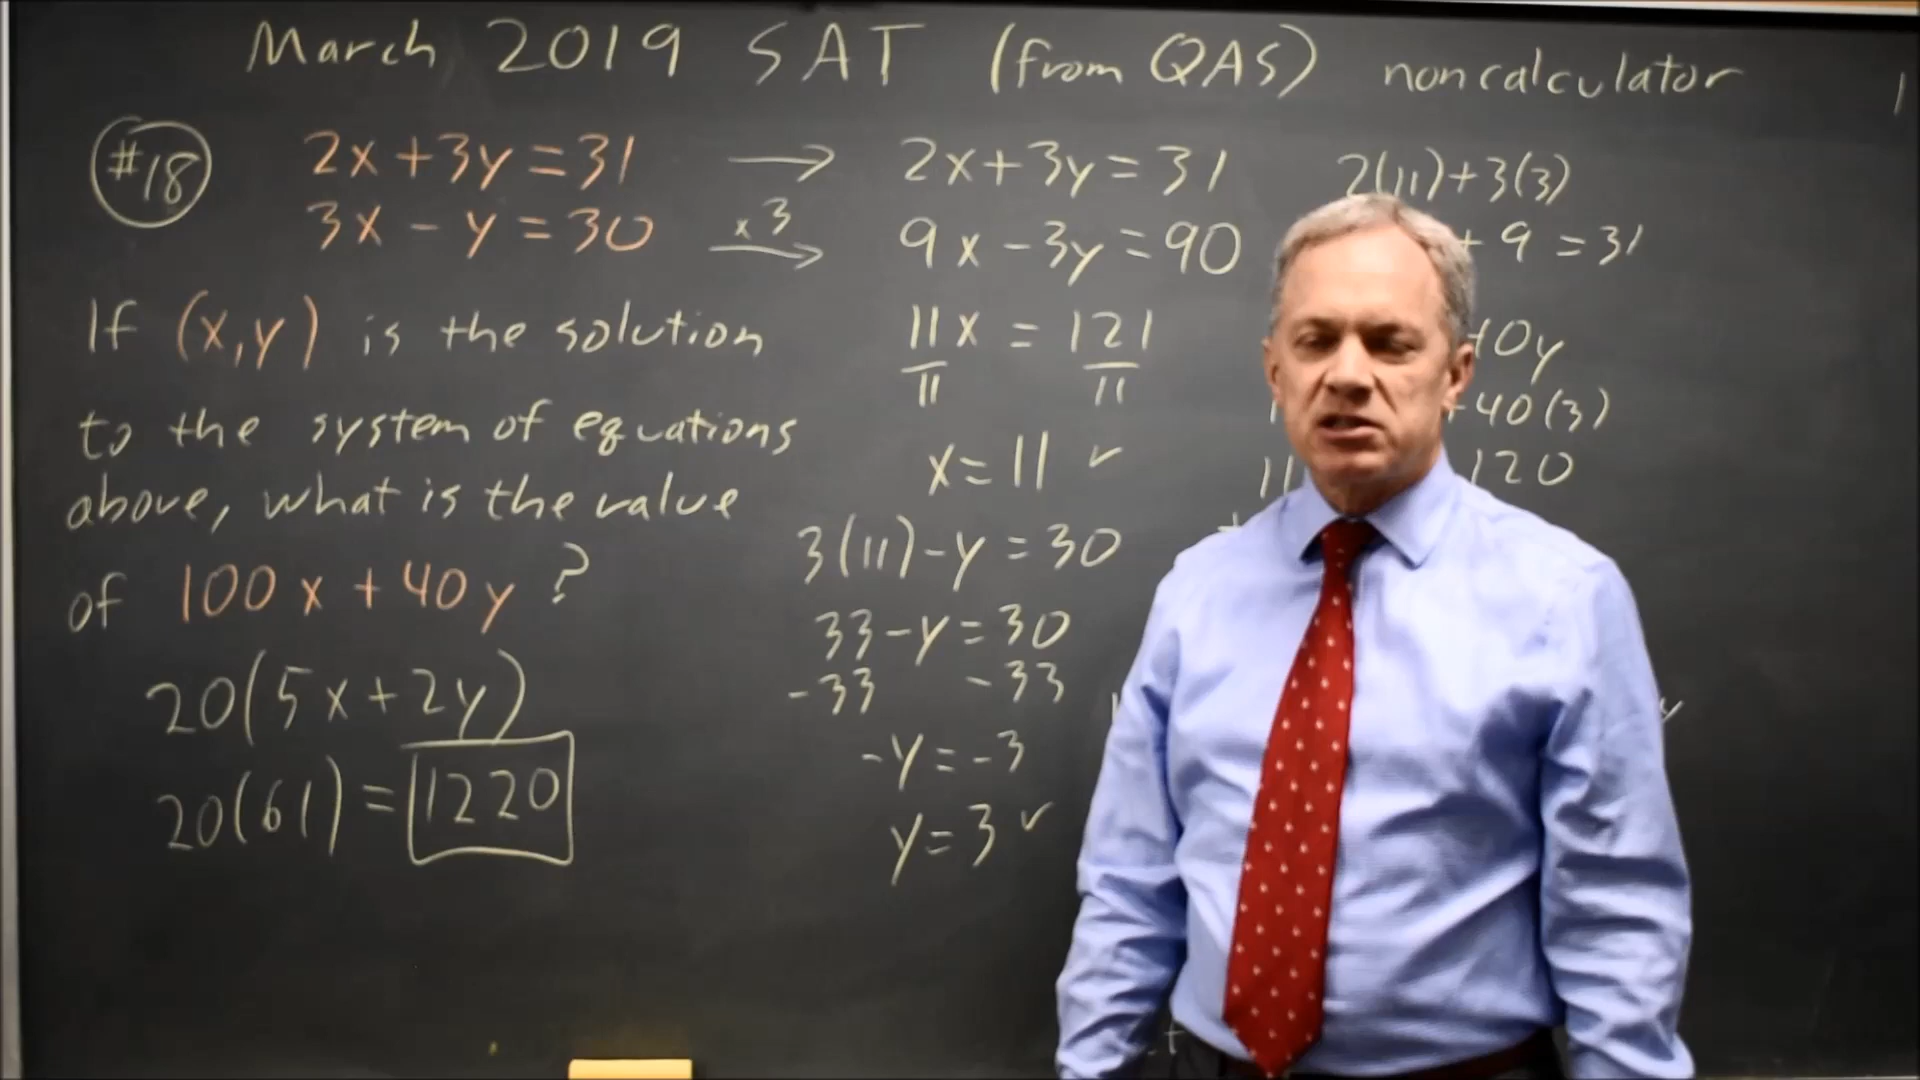 March 2019 SAT (from QAS) noncalculator
#18
2x+3y=31 → 2x+3y=31
3x-y=30 x3 → 9x-3y=90
If (x,y) is the solution
to the system of equations
above, what is the value
of 100x+40y?
20(5x+2y)
20(61)=1220
11x = 121
11 11
x=11 ✓
3(11)-y=30
33-y=30
-33 -33
-y=-3
y=3 ✓
2(11)+3(3)
+9=31
40y
+40(3)
120